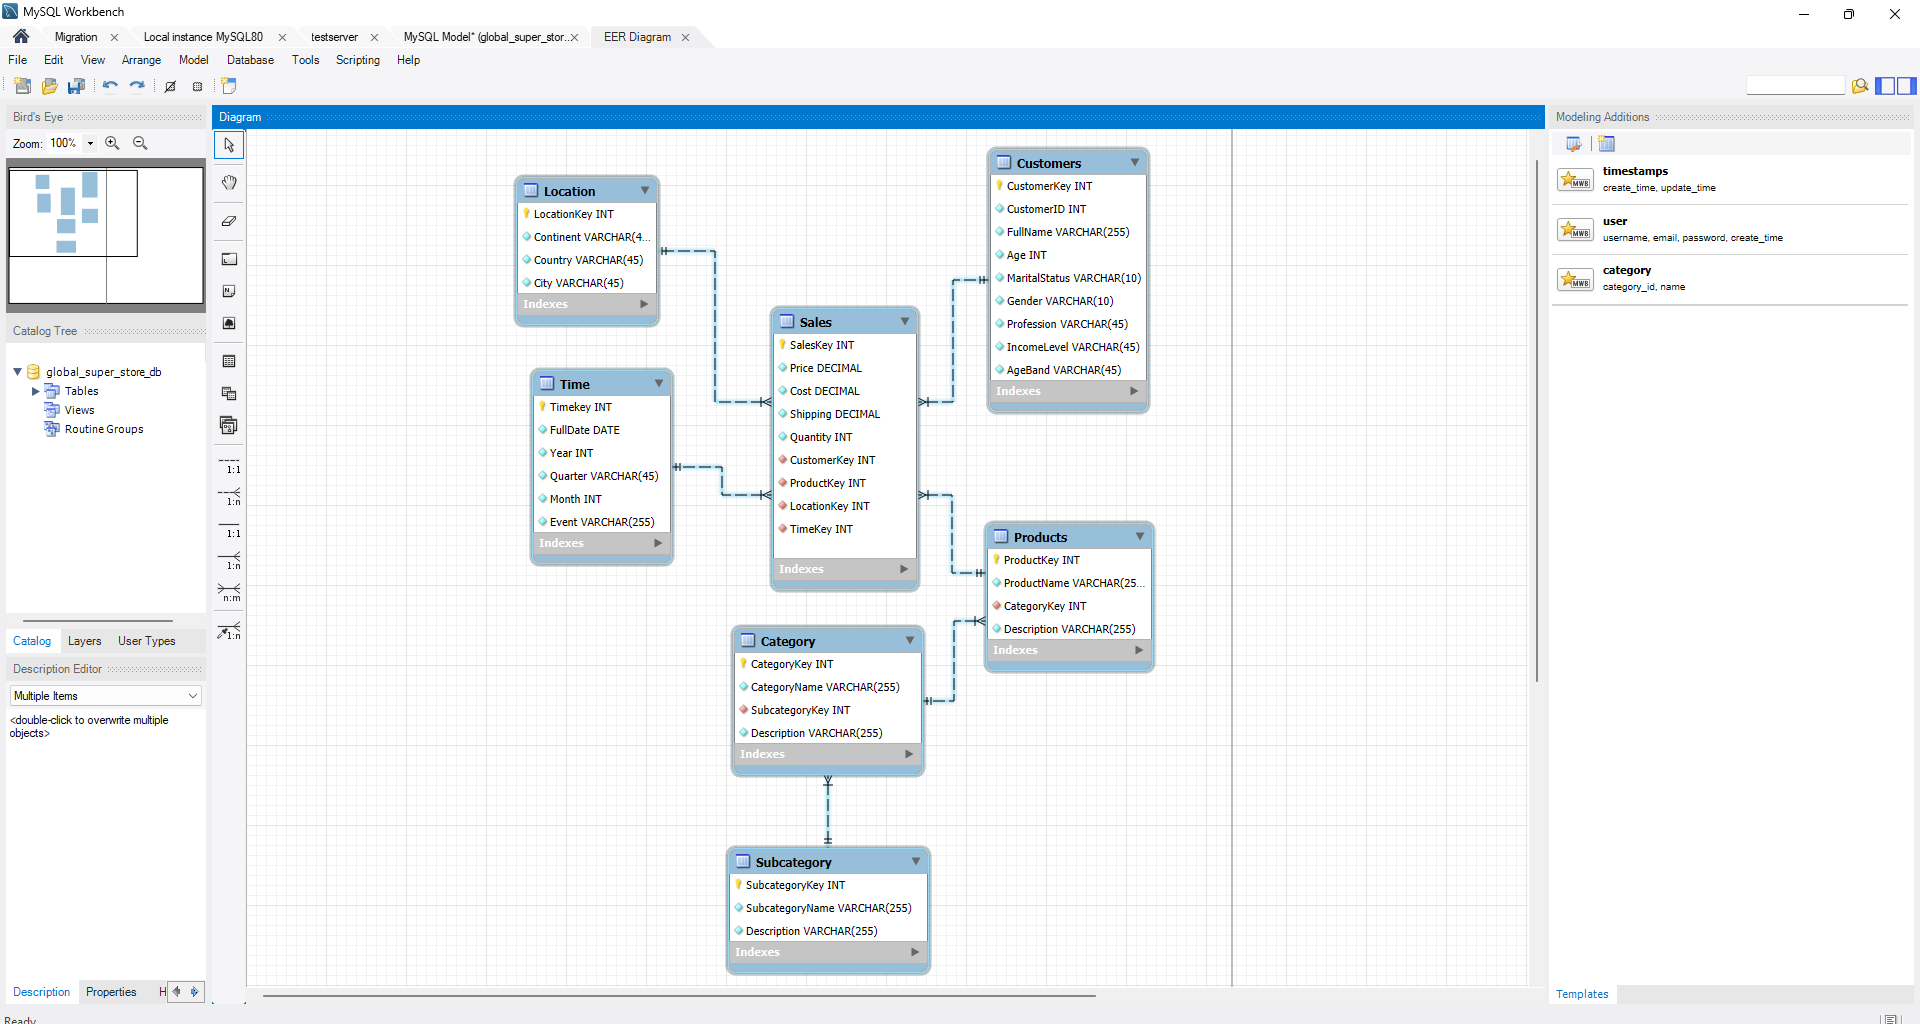 MySQL Workbench
Migration
Local instance MySQL80
testserver
MySQL Model* (global_super_stor...
EER Diagram
File Edit View Arrange Model Database Tools Scripting Help
Bird's Eye
Zoom: 100%
Catalog Tree
global_super_store_db
Tables
Views
Routine Groups
Catalog Layers User Types
Description Editor
Multiple Items
<double-click to overwrite multiple
objects>
Description Properties H
Ready
Diagram
1:1
1:n
1:1
1:n
n:m
1:n
Location
LocationKey INT
Continent VARCHAR(4...
Country VARCHAR(45)
City VARCHAR(45)
Indexes
Time
Timekey INT
FullDate DATE
Year INT
Quarter VARCHAR(45)
Month INT
Event VARCHAR(255)
Indexes
Sales
SalesKey INT
Price DECIMAL
Cost DECIMAL
Shipping DECIMAL
Quantity INT
CustomerKey INT
ProductKey INT
LocationKey INT
TimeKey INT
Indexes
Customers
CustomerKey INT
CustomerID INT
FullName VARCHAR(255)
Age INT
MaritalStatus VARCHAR(10)
Gender VARCHAR(10)
Profession VARCHAR(45)
IncomeLevel VARCHAR(45)
AgeBand VARCHAR(45)
Indexes
Products
ProductKey INT
ProductName VARCHAR(25...
CategoryKey INT
Description VARCHAR(255)
Indexes
Category
CategoryKey INT
CategoryName VARCHAR(255)
SubcategoryKey INT
Description VARCHAR(255)
Indexes
Subcategory
SubcategoryKey INT
SubcategoryName VARCHAR(255)
Description VARCHAR(255)
Indexes
Modeling Additions
MWB
timestamps
create_time, update_time
MWB
user
username, email, password, create_time
MWB
category
category_id, name
Templates